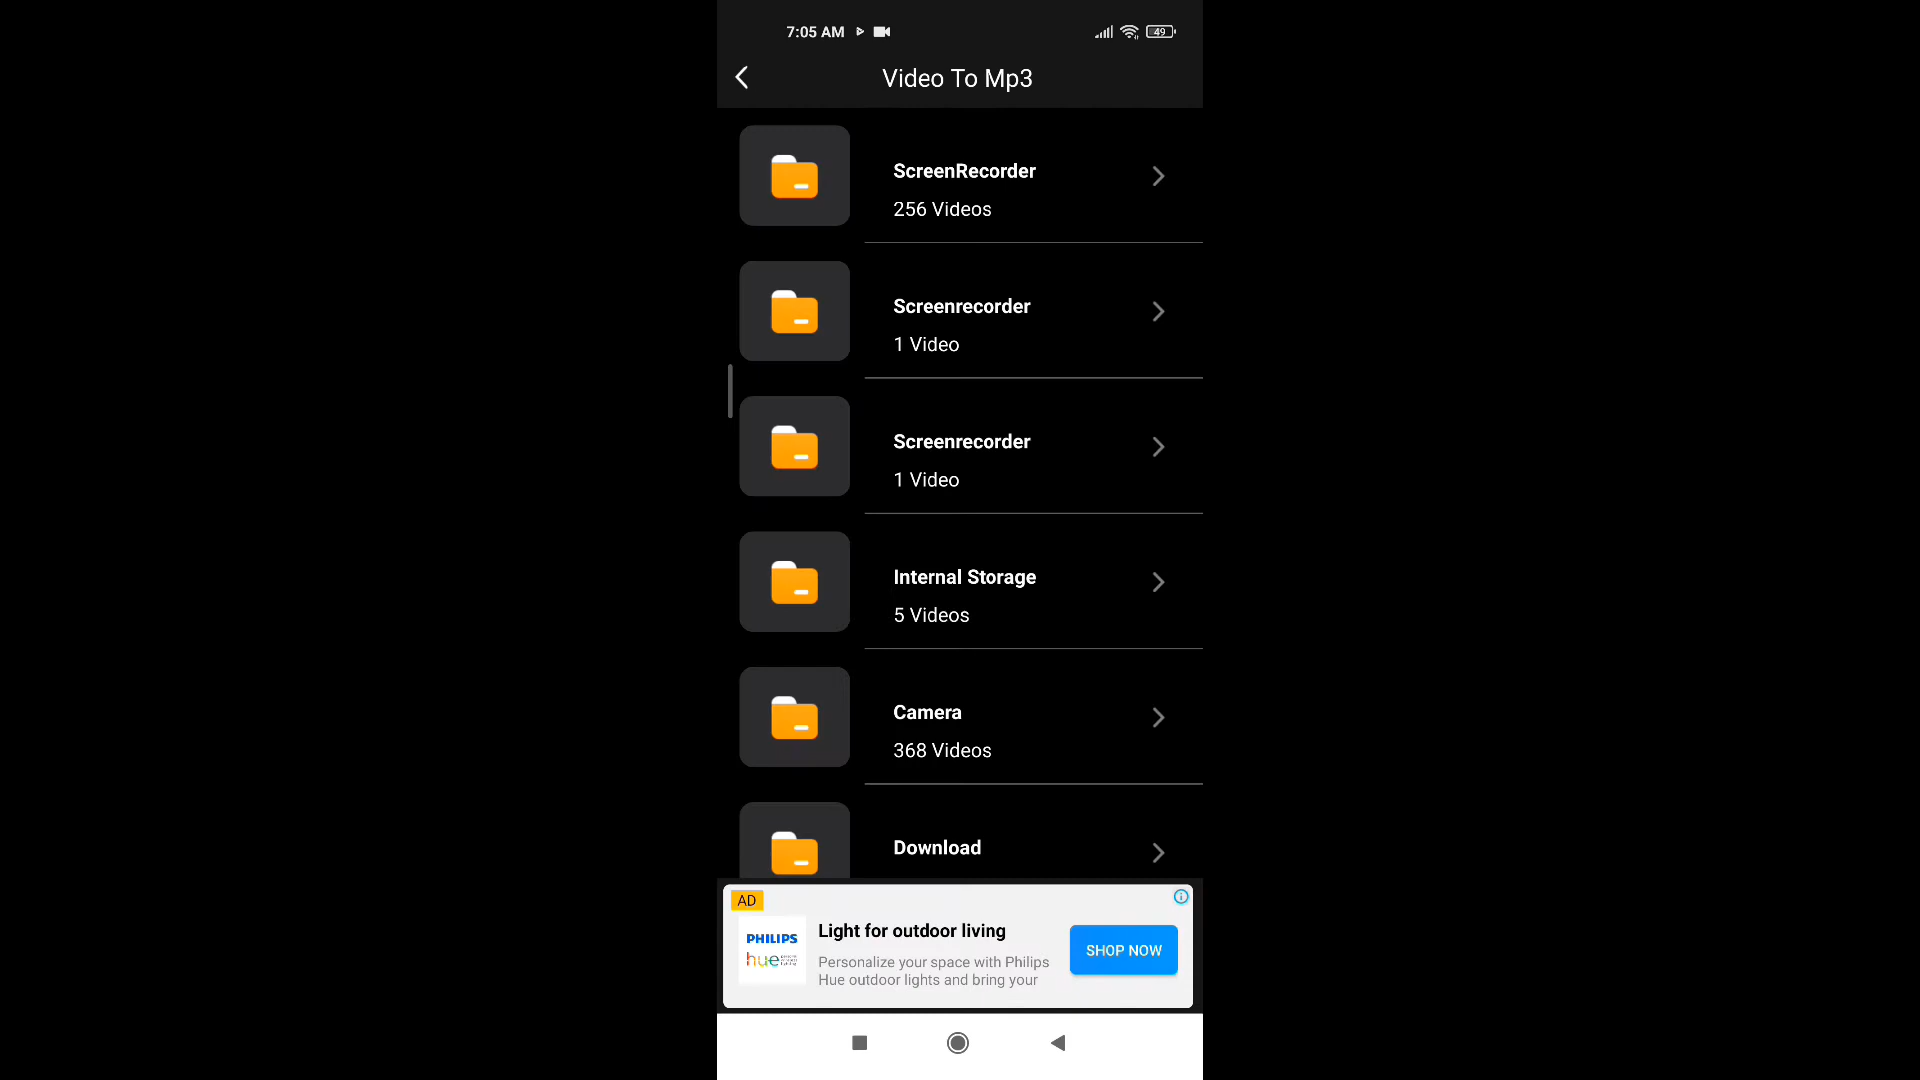 7:05 AM
49
Video To Mp3
ScreenRecorder
256 Videos
Screenrecorder
1 Video
Screenrecorder
1 Video
Internal Storage
5 Videos
Camera
368 Videos
Download
AD
PHILIPS
hue
Light for outdoor living
Personalize your space with Philips
Hue outdoor lights and bring your
SHOP NOW